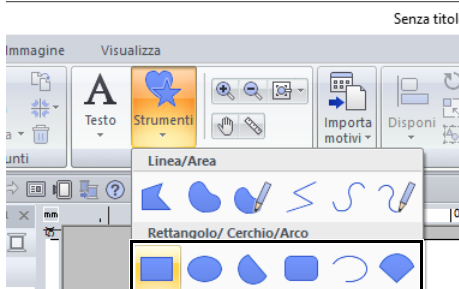 Senza titol
Immagine Visualizza
Testo
Strumenti
Importa
motivi
Disponi
a
unti
Linea/Area
mm
Rettangolo/ Cerchio/Arco